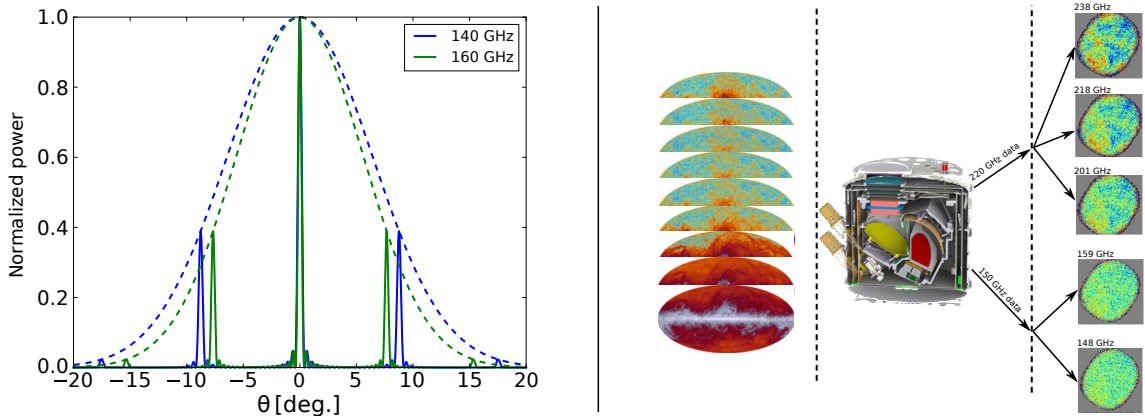 1.0
0.8
0.6
0.4
0.2
0.0
Normalized power
−20
−15
−10
−5
0
5
10
15
20
θ [deg.]
140 GHz
160 GHz
220 GHz data
150 GHz data
238 GHz
218 GHz
201 GHz
159 GHz
148 GHz